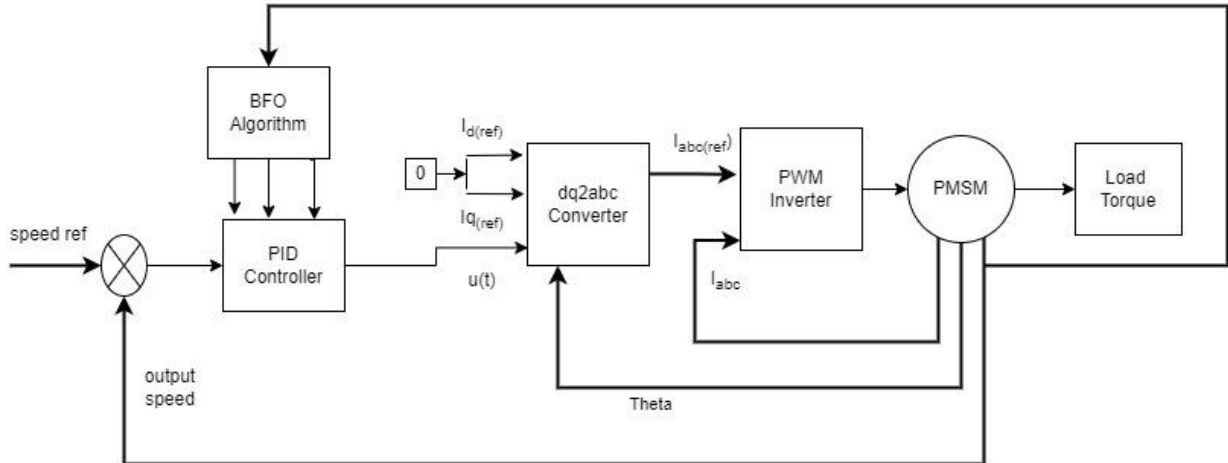 BFO
Algorithm
I_d(ref)
0
Iq_(ref)
dq2abc
Converter
I_abc(ref)
PWM
Inverter
PMSM
Load
Torque
speed ref
PID
Controller
u(t)
I_abc
output
speed
Theta